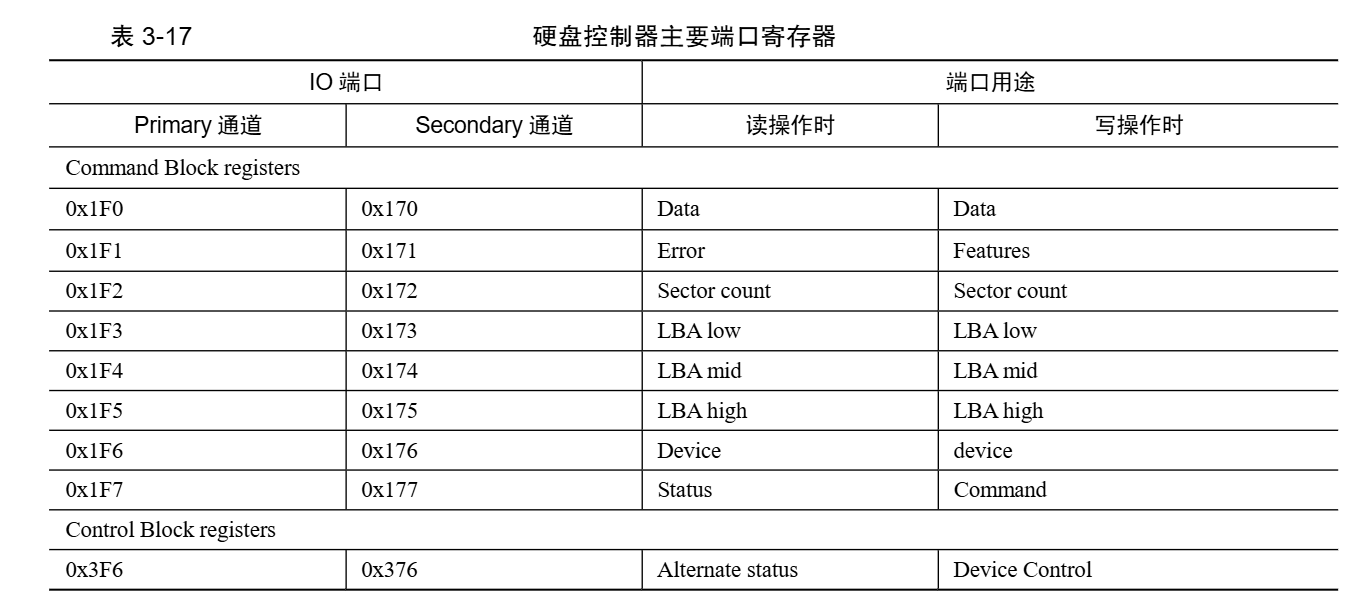 表 3-17 硬盘控制器主要端口寄存器
IO 端口 端口用途
Primary 通道 Secondary 通道 读操作时 写操作时
Command Block registers
0x1F0 0x170 Data Data
0x1F1 0x171 Error Features
0x1F2 0x172 Sector count Sector count
0x1F3 0x173 LBA low LBA low
0x1F4 0x174 LBA mid LBA mid
0x1F5 0x175 LBA high LBA high
0x1F6 0x176 Device device
0x1F7 0x177 Status Command
Control Block registers
0x3F6 0x376 Alternate status Device Control